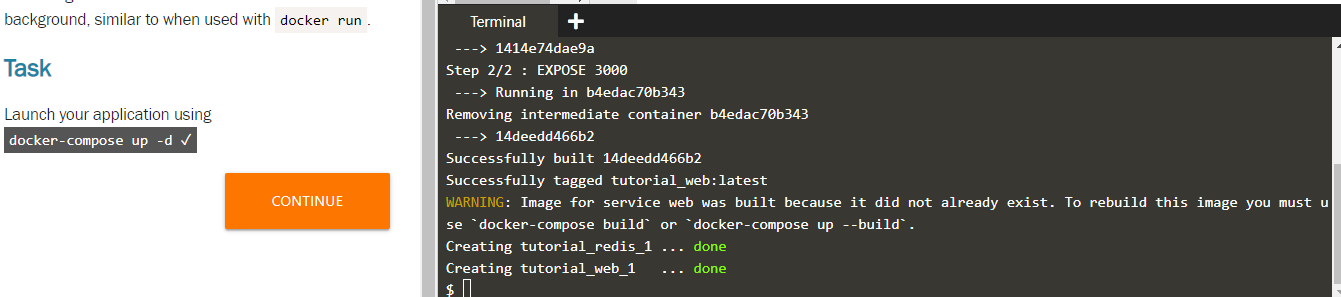 background, similar to when used with docker run.
Task
Launch your application using
docker-compose up -d ✓
CONTINUE
Terminal +
---> 1414e74dae9a
Step 2/2 : EXPOSE 3000
---> Running in b4edac70b343
Removing intermediate container b4edac70b343
---> 14deedd466b2
Successfully built 14deedd466b2
Successfully tagged tutorial_web:latest
WARNING: Image for service web was built because it did not already exist. To rebuild this image you must u
se `docker-compose build` or `docker-compose up --build`.
Creating tutorial_redis_1 ... done
Creating tutorial_web_1   ... done
$